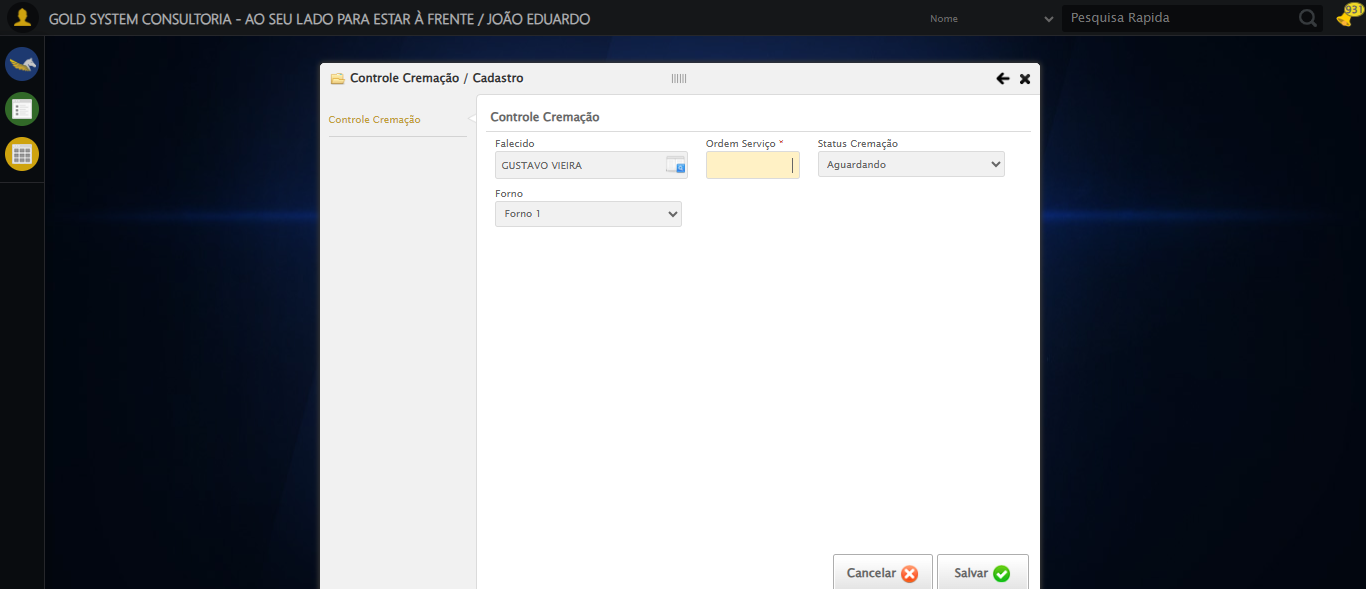 GOLD SYSTEM CONSULTORIA - AO SEU LADO PARA ESTAR À FRENTE / JOÃO EDUARDO
Nome
Pesquisa Rapida
931
Controle Cremação / Cadastro
Controle Cremação
Controle Cremação
Falecido
Ordem Serviço *
Status Cremação
GUSTAVO VIEIRA
Aguardando
Forno
Forno 1
Cancelar
Salvar